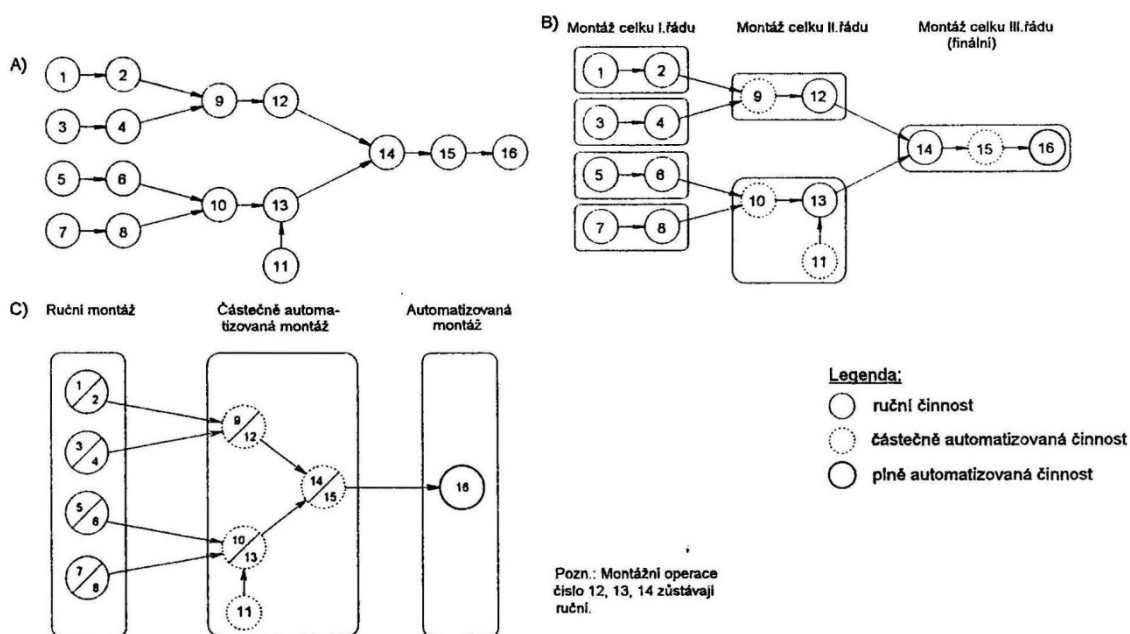 A)
1 2
3 4
5 6
7 8
9 12
10 13
11
14 15 16
B)
Montáž celku I.řádu
1 2
3 4
5 6
7 8
Montáž celku II.řádu
9 12
10 13
11
Montáž celku III.řádu
(finální)
14 15 16
C)
Ruční montáž
1 2
3 4
5 6
7 8
Částečně automa-
tizovaná montáž
9 12
10 13
11
14 15
Automatizovaná
montáž
16
Legenda:
ruční činnost
částečně automatizovaná činnost
plně automatizovaná činnost
Pozn.: Montážní operace
číslo 12, 13, 14 zůstávají
ruční.